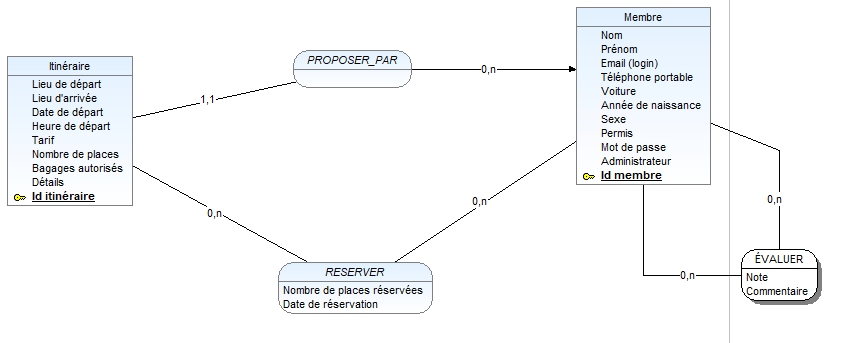 Itinéraire
Lieu de départ
Lieu d'arrivée
Date de départ
Heure de départ
Tarif
Nombre de places
Bagages autorisés
Détails
Id itinéraire
1,1
PROPOSER_PAR
0,n
Membre
Nom
Prénom
Email (login)
Téléphone portable
Voiture
Année de naissance
Sexe
Permis
Mot de passe
Administrateur
Id membre
0,n
RESERVER
Nombre de places réservées
Date de réservation
0,n
0,n
0,n
ÉVALUER
Note
Commentaire